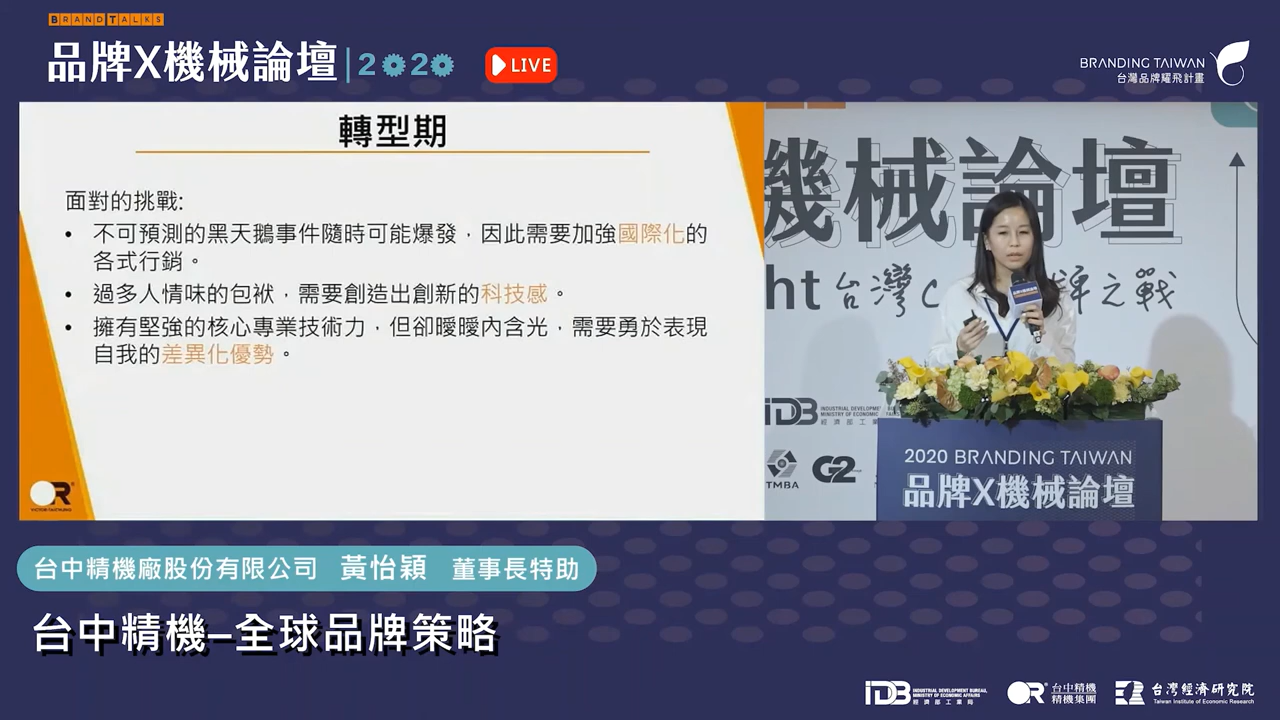 BRANDTALKS
品牌X機械論壇|2020
LIVE
BRANDING TAIWAN
台灣品牌耀飛計畫
轉型期
面對的挑戰:
• 不可預測的黑天鵝事件隨時可能爆發，因此需要加強國際化的
各式行銷。
• 過多人情味的包袱，需要創造出創新的科技感。
• 擁有堅強的核心專業技術力，但卻曖曖內含光，需要勇於表現
自我的差異化優勢。
機械論壇
ht 台灣
牌之戰
iDB
經濟部工業
TMBA
G2
2020 BRANDING TAIWAN
品牌X機械論壇
台中精機廠股份有限公司 黃怡穎 董事長特助
台中精機–全球品牌策略
iDB INDUSTRIAL DEVELOPMENT BUREAU,
MINISTRY OF ECONOMIC AFFAIRS
經濟部工業局
台中精機
精機集團
台灣經濟研究院
Taiwan Institute of Economic Research